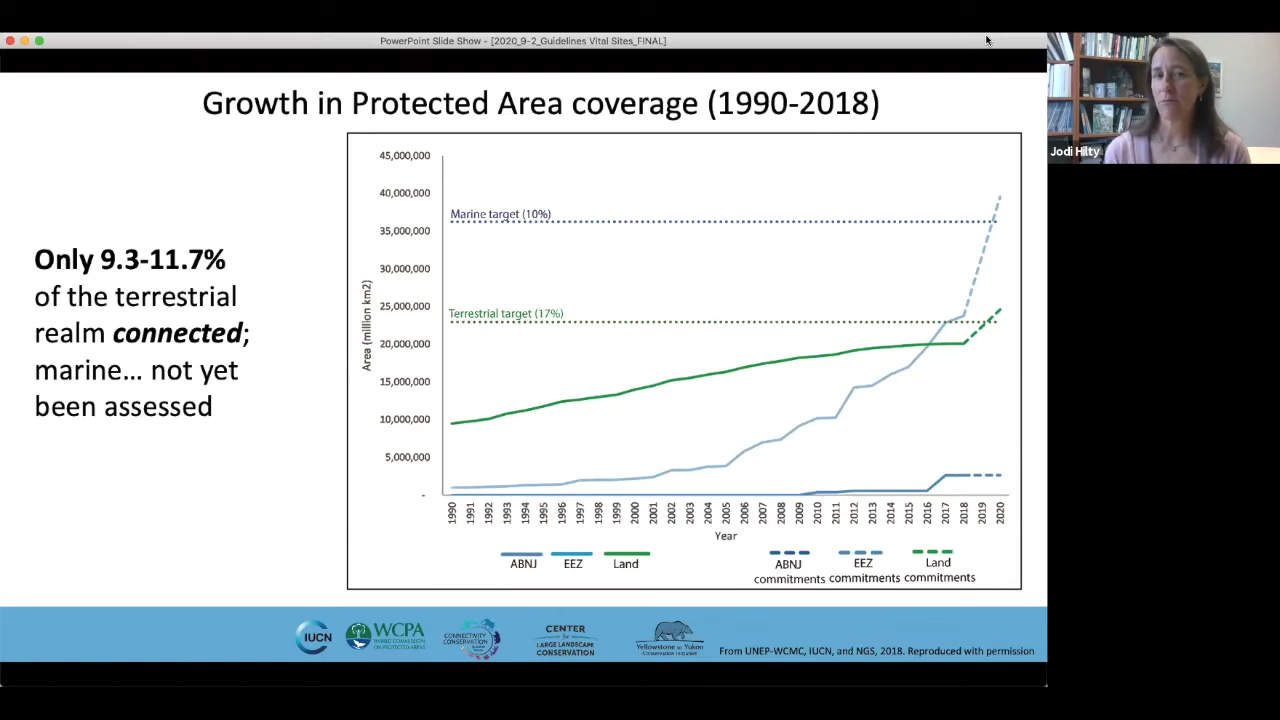 PowerPoint Slide Show - [2020_9-2_Guidelines Vital Sites_FINAL]
Growth in Protected Area coverage (1990-2018)
Jodi Hilty
Only 9.3-11.7%
of the terrestrial
realm connected;
marine... not yet
been assessed
45,000,000
40,000,000
35,000,000
30,000,000
25,000,000
20,000,000
15,000,000
10,000,000
5,000,000
-
Area (million km2)
Marine target (10%)
Terrestrial target (17%)
1990 1991 1992 1993 1994 1995 1996 1997 1998 1999 2000 2001 2002 2003 2004 2005 2006 2007 2008 2009 2010 2011 2012 2013 2014 2015 2016 2017 2018 2019 2020
Year
ABNJ EEZ Land
ABNJ EEZ Land
commitments commitments commitments
IUCN
WCPA
WORLD COMMISSION
ON PROTECTED AREAS
CONNECTIVITY
CONSERVATION
CENTER
for
LARGE LANDSCAPE
CONSERVATION
Yellowstone to Yukon
Conservation Initiative
From UNEP-WCMC, IUCN, and NGS, 2018. Reproduced with permission